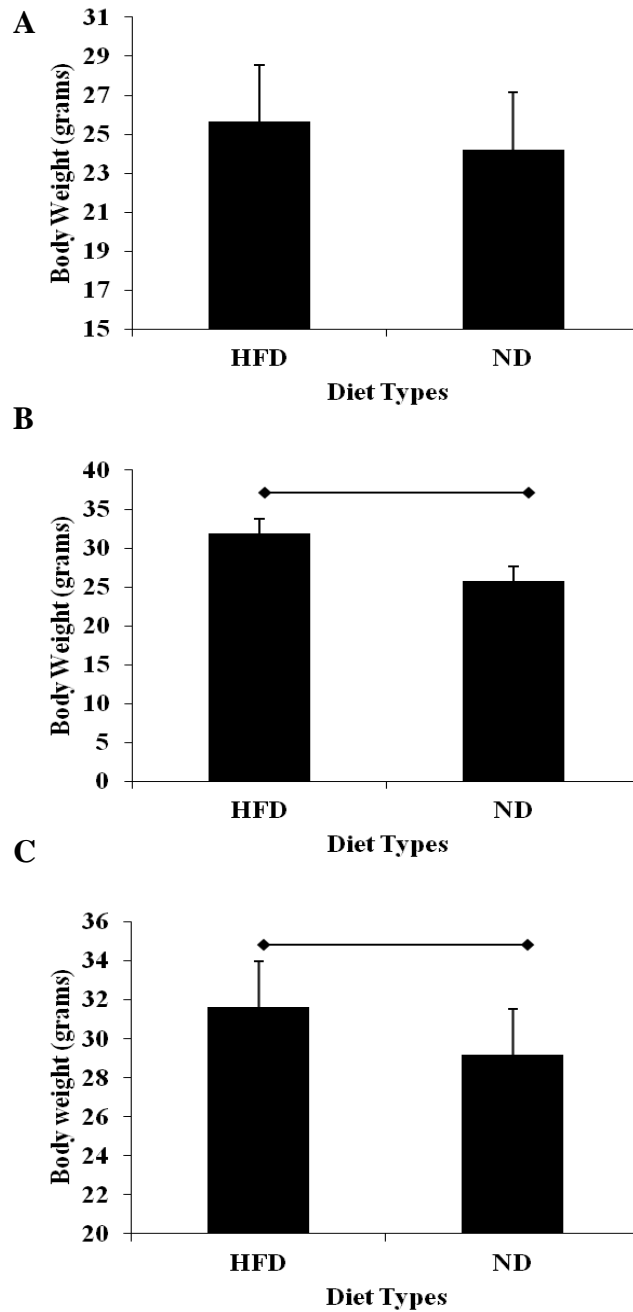 A
Body Weight (grams)
31
29
27
25
23
21
19
17
15
HFD ND
Diet Types
B
Body Weight (grams)
40
35
30
25
20
15
10
5
0
HFD ND
Diet Types
C
Body weight (grams)
36
34
32
30
28
26
24
22
20
HFD ND
Diet Types